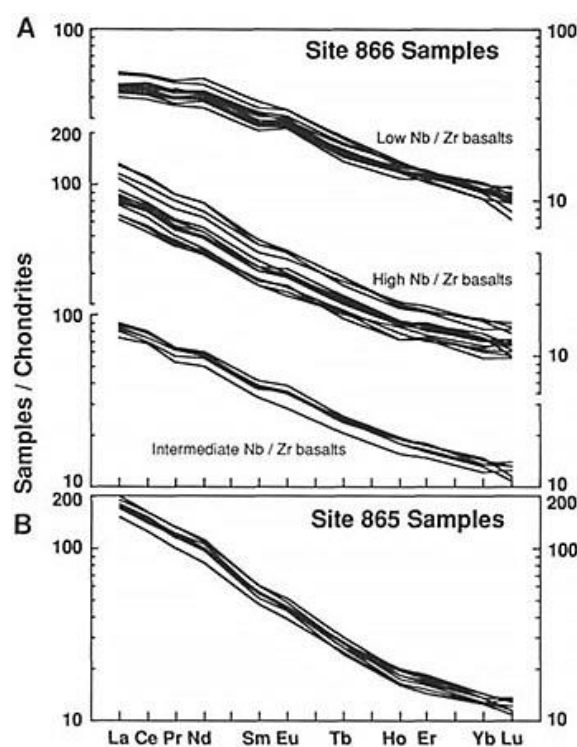 A
100
Site 866 Samples
100
Low Nb / Zr basalts
200
100
10
High Nb / Zr basalts
100
10
Intermediate Nb / Zr basalts
10
10
Samples / Chondrites
B
200
Site 865 Samples
200
100
100
10
10
La Ce Pr Nd Sm Eu Tb Ho Er Yb Lu